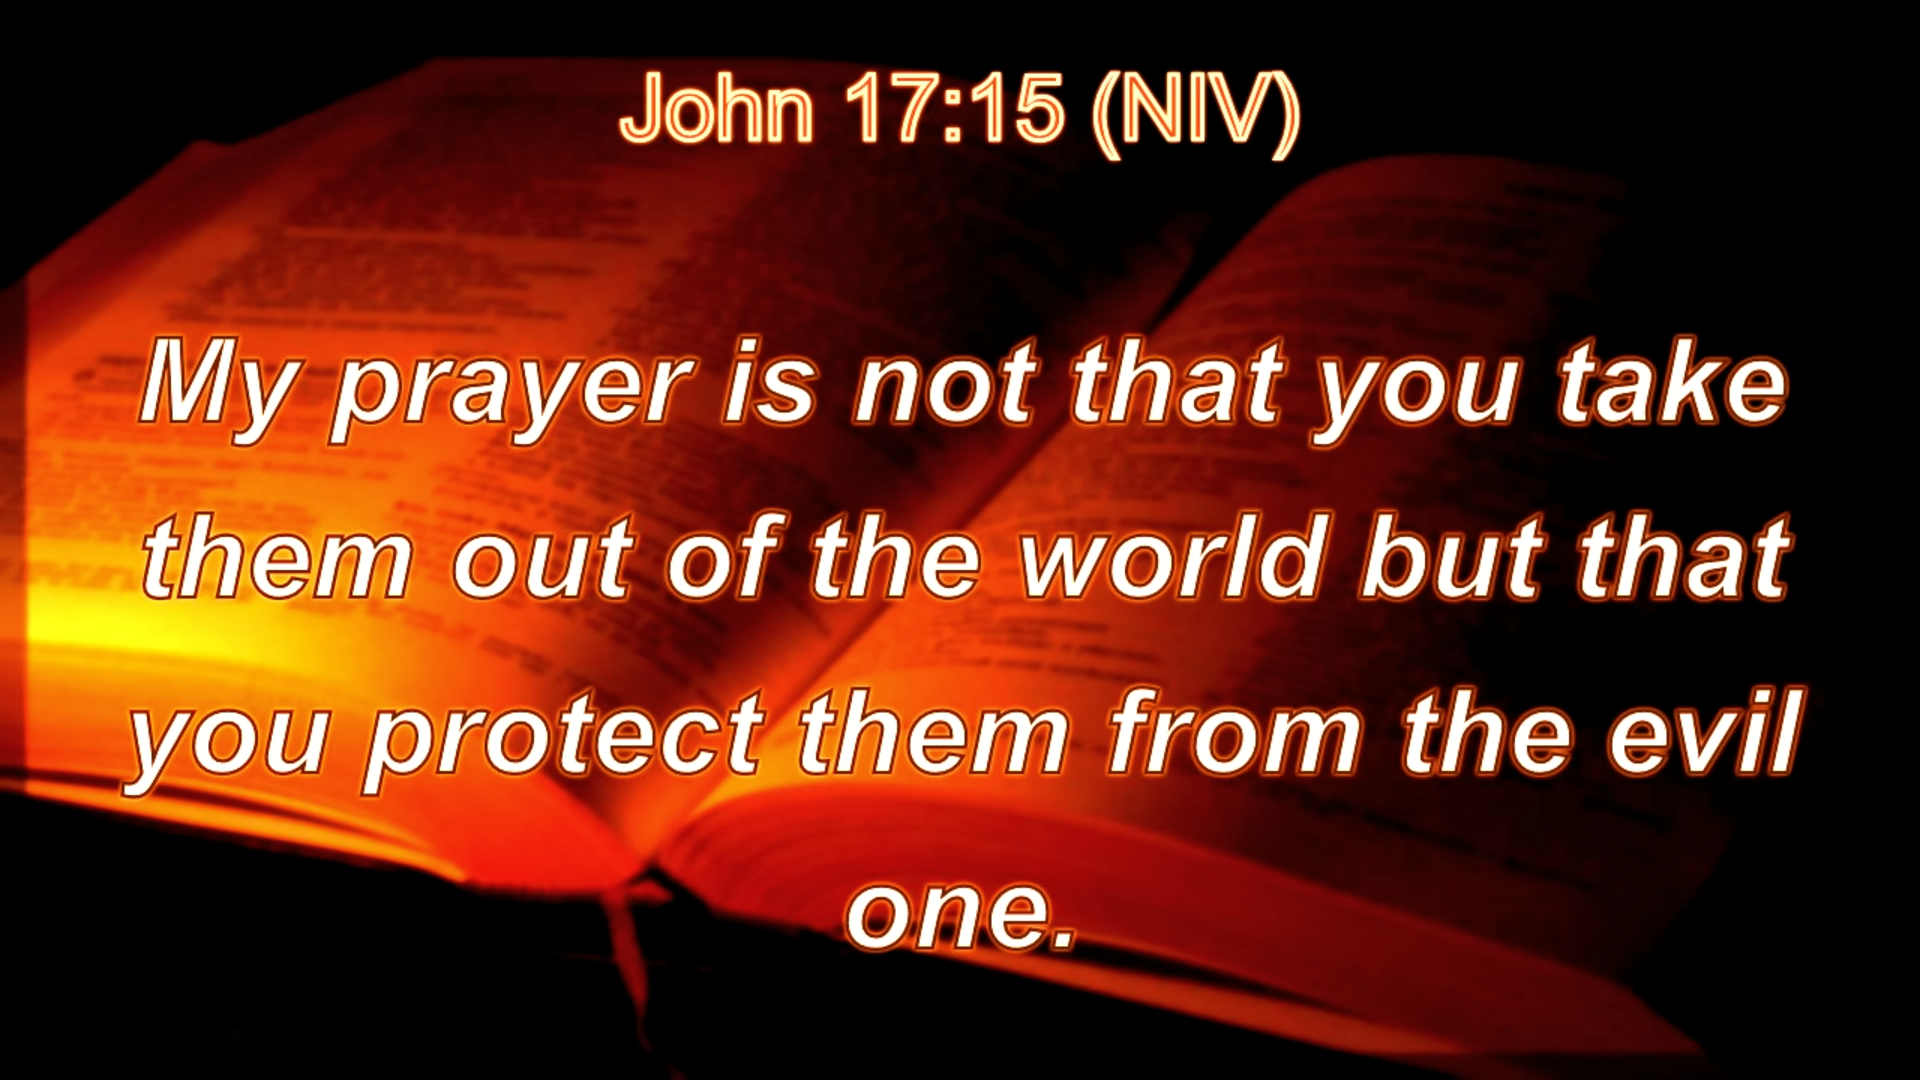 John 17:15 (NIV)
My prayer is not that you take
them out of the world but that
you protect them from the evil
one.